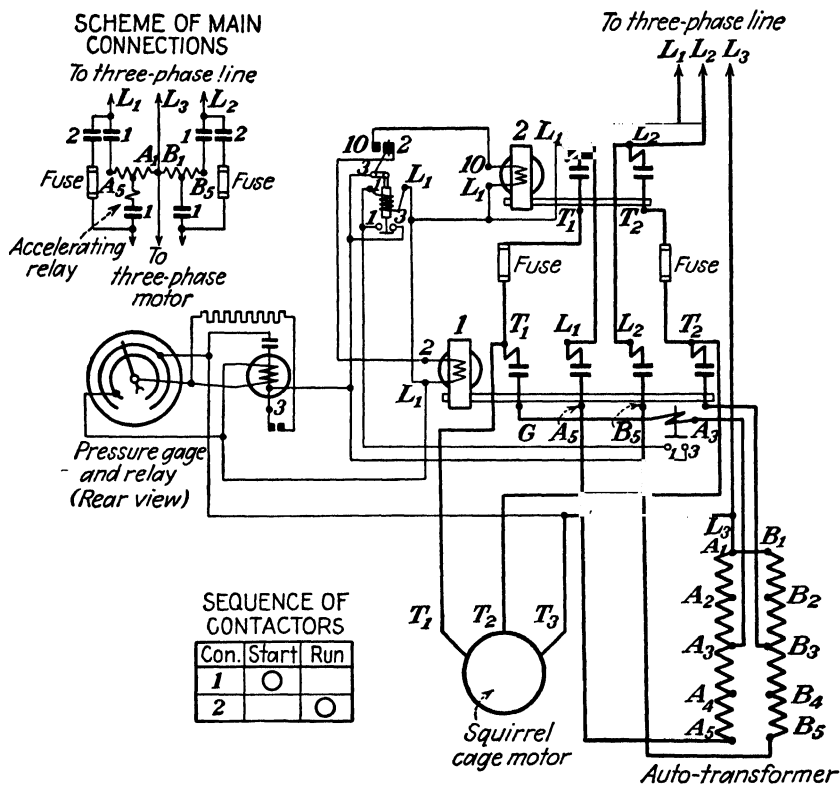 SCHEME OF MAIN
CONNECTIONS
To three-phase line
L1 L3 L2
2 1 1 2
A1 B1
Fuse A5 B5 Fuse
1 1
Accelerating
relay
To
three-phase
motor
To three-phase line
L1 L2 L3
10 2
3
L1
1 3
2 L1
10
L1
L2
T1 T2
Fuse Fuse
1
2
L1
T1 L1 L2 T2
G A5 B5 A3
1 3
3
Pressure gage
and relay
(Rear view)
SEQUENCE OF
CONTACTORS
Con. Start Run
1 O
2 O
T1 T2 T3
Squirrel
cage motor
L3
A1 B1
A2 B2
A3 B3
A4 B4
A5 B5
Auto-transformer